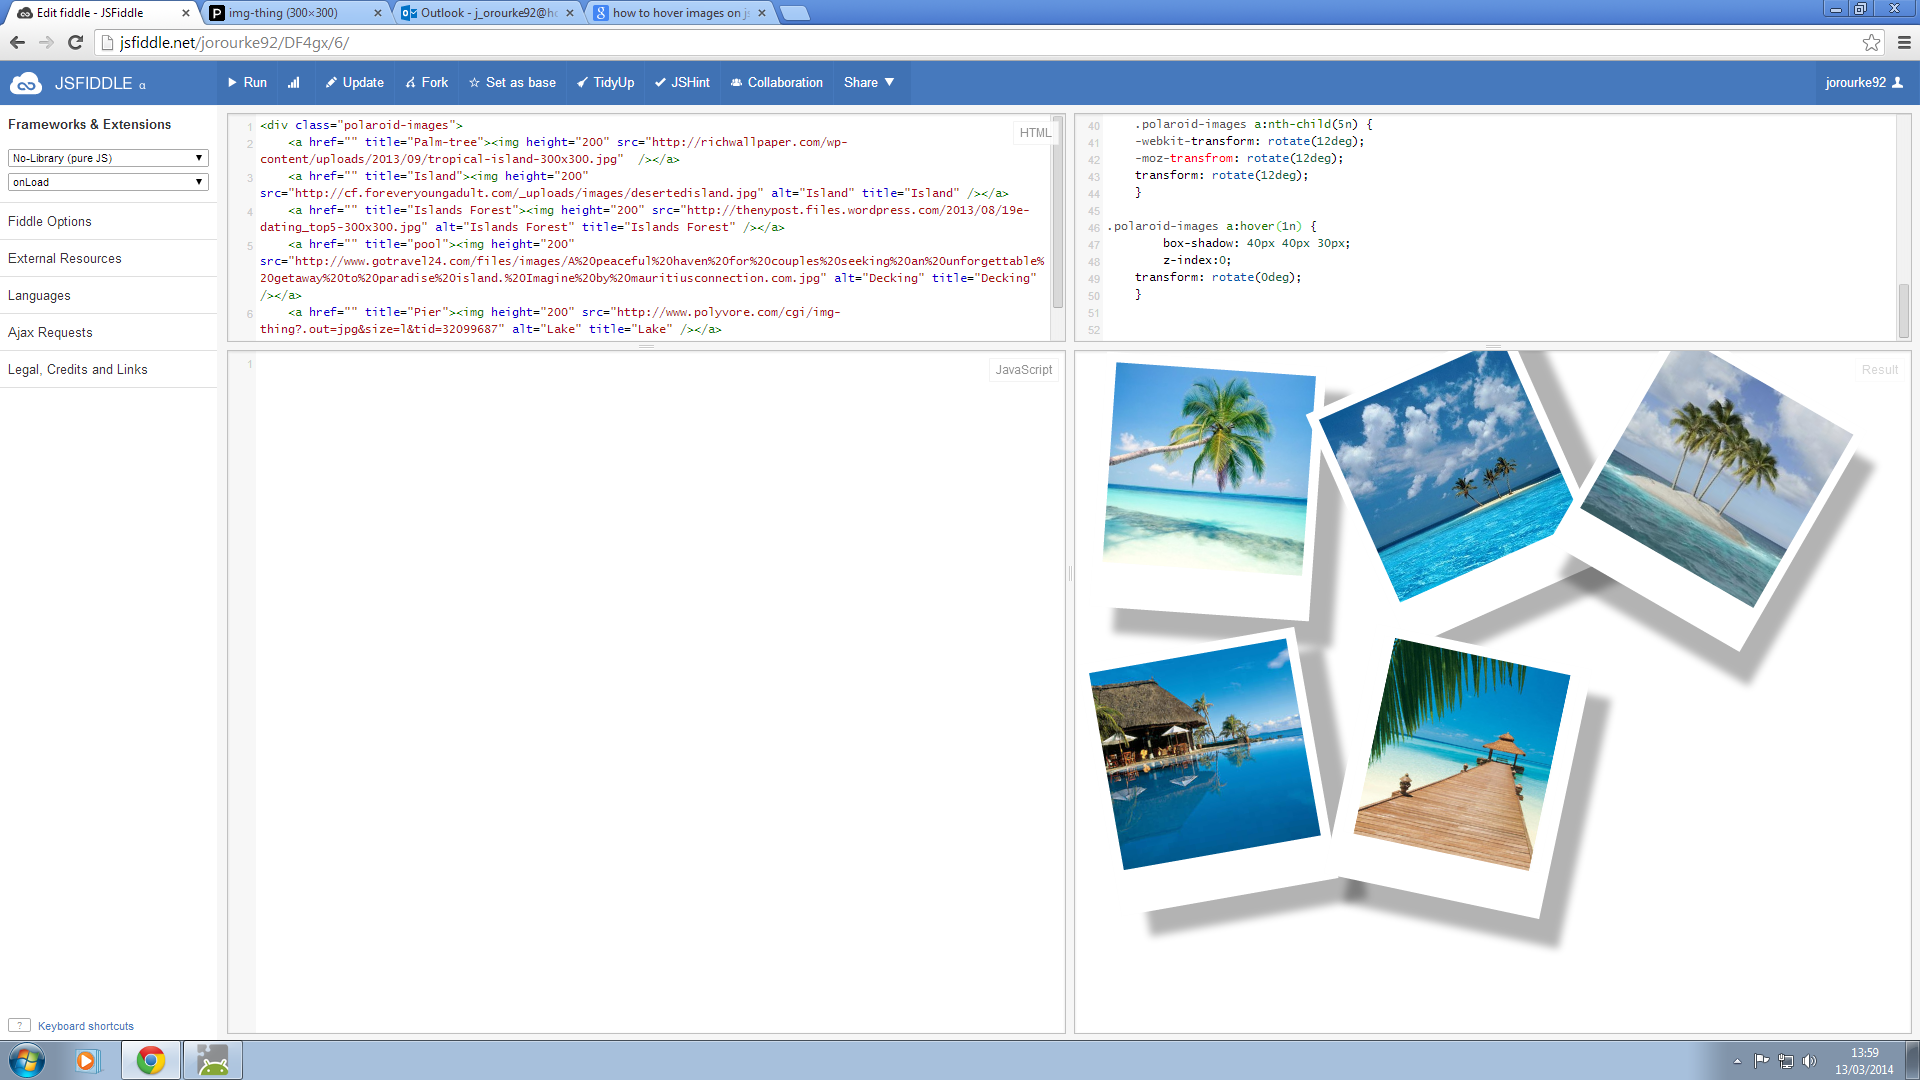 Edit fiddle - JSFiddle
img-thing (300×300)
Outlook - j_orourke92@h
how to hover images on js
jsfiddle.net/jorourke92/DF4gx/6/
JSFIDDLE α
Run
Update
Fork
Set as base
TidyUp
JSHint
Collaboration
Share
jorourke92
Frameworks & Extensions
No-Library (pure JS)
onLoad
Fiddle Options
External Resources
Languages
Ajax Requests
Legal, Credits and Links
? Keyboard shortcuts
HTML
1 <div class="polaroid-images">
2 <a href="" title="Palm-tree"><img height="200" src="http://richwallpaper.com/wp-
content/uploads/2013/09/tropical-island-300x300.jpg"  /></a>
3 <a href="" title="Island"><img height="200"
src="http://cf.foreveryoungadult.com/_uploads/images/desertedisland.jpg" alt="Island" title="Island" /></a>
4 <a href="" title="Islands Forest"><img height="200" src="http://thenypost.files.wordpress.com/2013/08/19e-
dating_top5-300x300.jpg" alt="Islands Forest" title="Islands Forest" /></a>
5 <a href="" title="pool"><img height="200"
src="http://www.gotravel24.com/files/images/A%20peaceful%20haven%20for%20couples%20seeking%20an%20unforgettable%
20getaway%20to%20paradise%20island.%20Imagine%20by%20mauritiusconnection.com.jpg" alt="Decking" title="Decking"
/></a>
6 <a href="" title="Pier"><img height="200" src="http://www.polyvore.com/cgi/img-
thing?.out=jpg&size=l&tid=32099687" alt="Lake" title="Lake" /></a>
40 .polaroid-images a:nth-child(5n) {
41 -webkit-transform: rotate(12deg);
42 -moz-transfrom: rotate(12deg);
43 transform: rotate(12deg);
44 }
45
46 .polaroid-images a:hover(1n) {
47 box-shadow: 40px 40px 30px;
48 z-index:0;
49 transform: rotate(0deg);
50 }
51
52
1
JavaScript
Result
13:59
13/03/2014